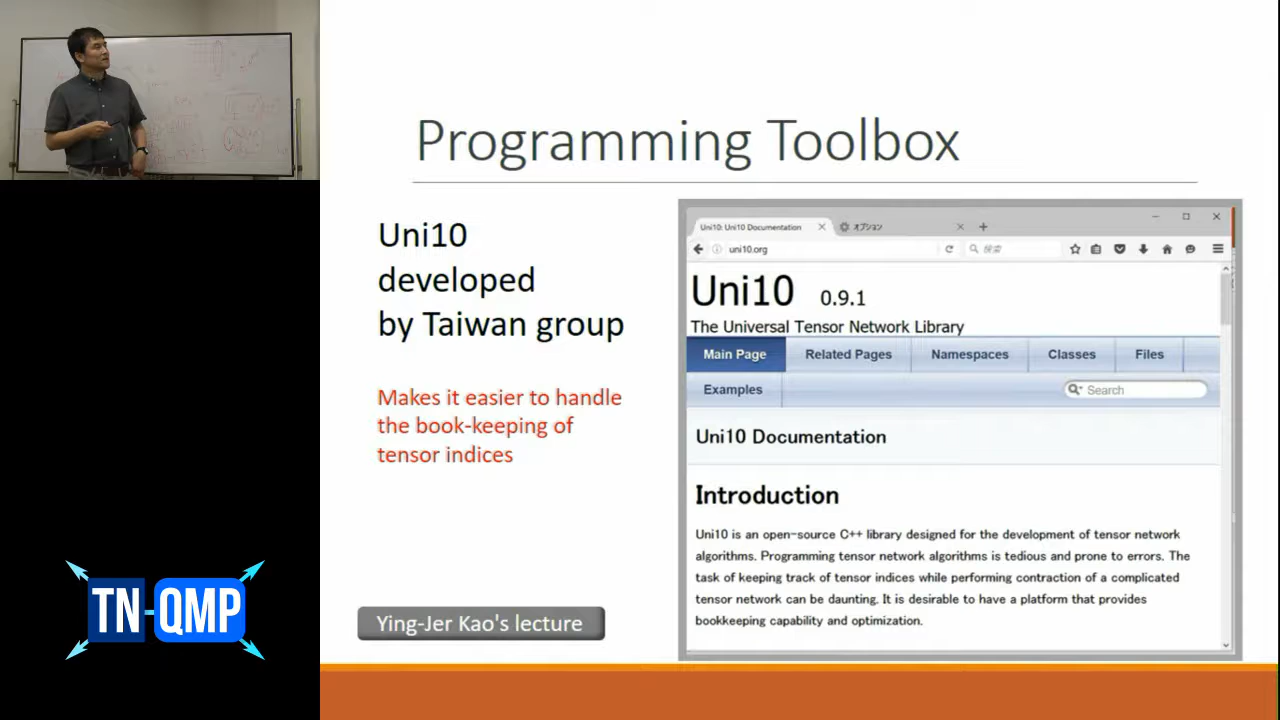 Programming Toolbox
Uni10
developed
by Taiwan group
Makes it easier to handle
the book-keeping of
tensor indices
Ying-Jer Kao's lecture
Uni10: Uni10 Documentation
オプション
uni10.org
検索
Uni10 0.9.1
The Universal Tensor Network Library
Main Page Related Pages Namespaces Classes Files
Examples
Search
Uni10 Documentation
Introduction
Uni10 is an open-source C++ library designed for the development of tensor network
algorithms. Programming tensor network algorithms is tedious and prone to errors. The
task of keeping track of tensor indices while performing contraction of a complicated
tensor network can be daunting. It is desirable to have a platform that provides
bookkeeping capability and optimization.
TN-QMP